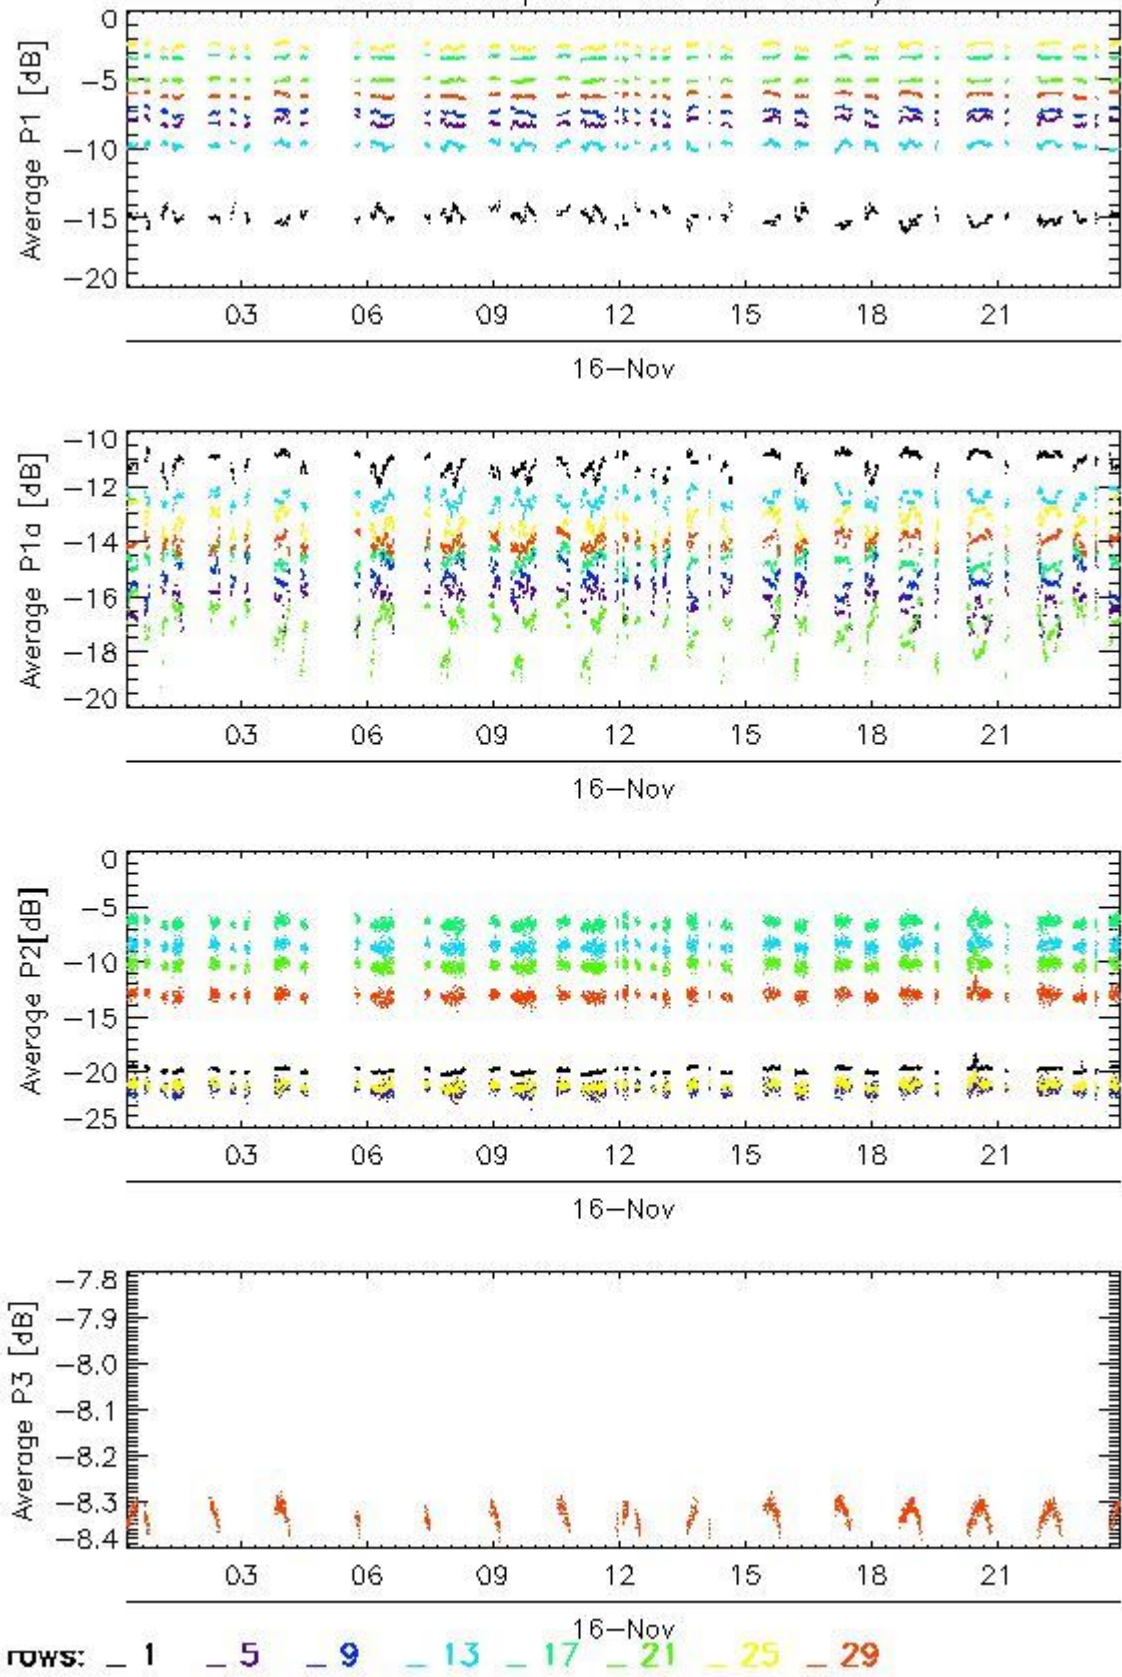 0
-5
-10
-15
-20
Average P1 [dB]
03 06 09 12 15 18 21
16-Nov
-10
-12
-14
-16
-18
-20
Average P1a [dB]
03 06 09 12 15 18 21
16-Nov
0
-5
-10
-15
-20
-25
Average P2[dB]
03 06 09 12 15 18 21
16-Nov
-7.8
-7.9
-8.0
-8.1
-8.2
-8.3
-8.4
Average P3 [dB]
03 06 09 12 15 18 21
16-Nov
rows: _ 1 _ 5 _ 9 _ 13 _ 17 _ 21 _ 25 _ 29